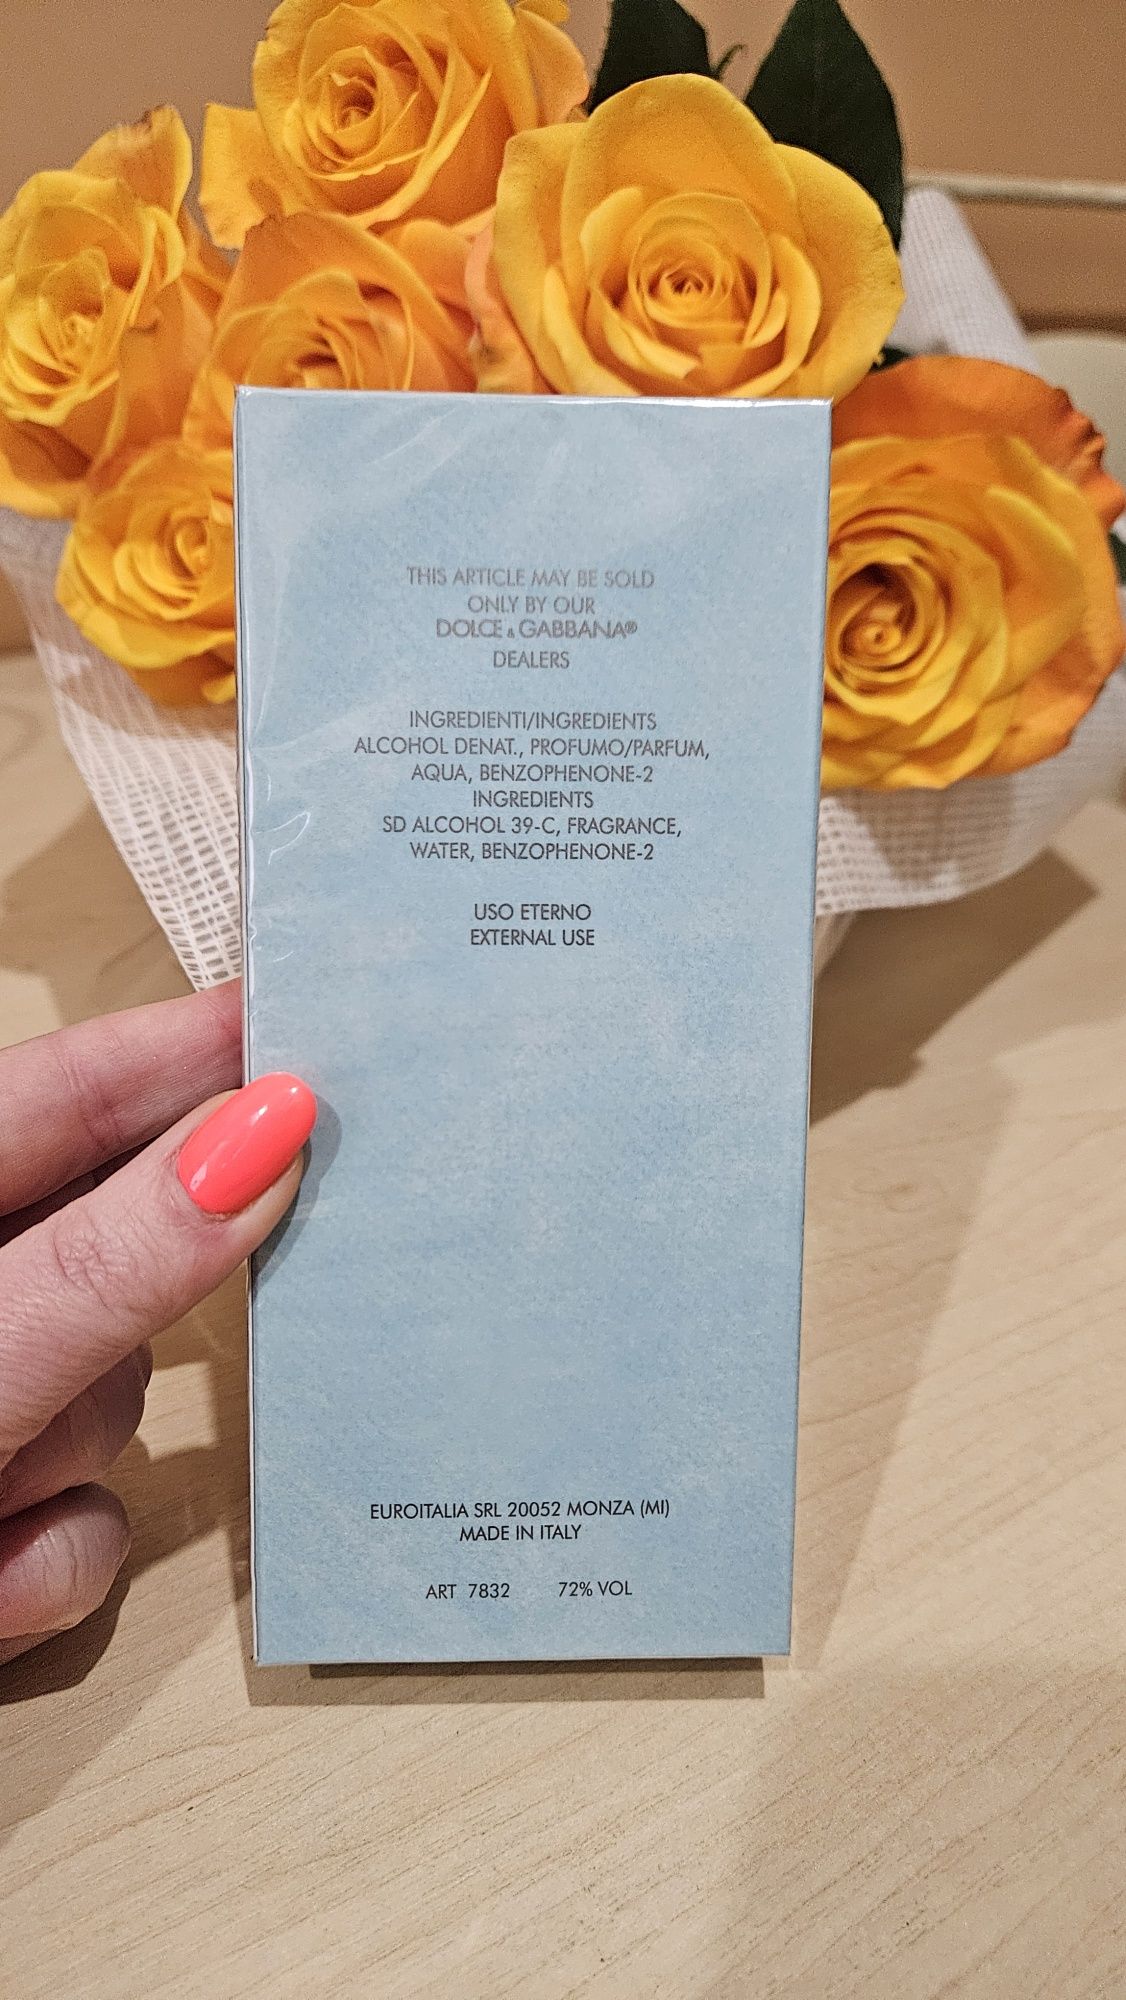 THIS ARTICLE MAY BE SOLD
ONLY BY OUR
DOLCE & GABBANA®
DEALERS
INGREDIENTI/INGREDIENTS
ALCOHOL DENAT., PROFUMO/PARFUM,
AQUA, BENZOPHENONE-2
INGREDIENTS
SD ALCOHOL 39-C, FRAGRANCE,
WATER, BENZOPHENONE-2
USO ETERNO
EXTERNAL USE
EUROITALIA SRL 20052 MONZA (MI)
MADE IN ITALY
ART 7832 72% VOL